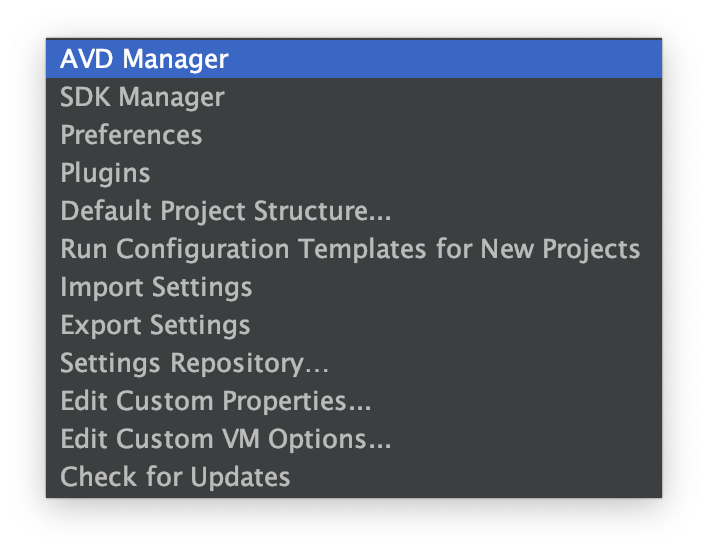 AVD Manager
SDK Manager
Preferences
Plugins
Default Project Structure...
Run Configuration Templates for New Projects
Import Settings
Export Settings
Settings Repository...
Edit Custom Properties...
Edit Custom VM Options...
Check for Updates